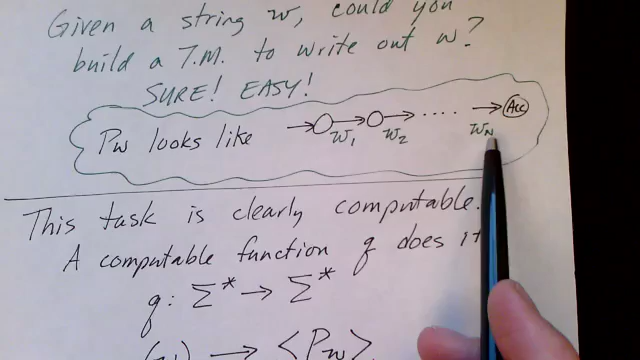 Given a string w, could you
build a T.M. to write out w?
SURE! EASY!
Pw looks like → → → .... → Acc
w1 w2 wN
This task is clearly computable.
A computable function q does it
q: Σ* → Σ*
→ <Pw>